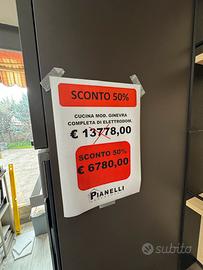 SCONTO 50%
CUCINA MOD. GINEVRA
COMPLETA DI ELETTRODOM.
€ 13778,00
SCONTO 50%
€ 6780,00
PIANELLI
subito